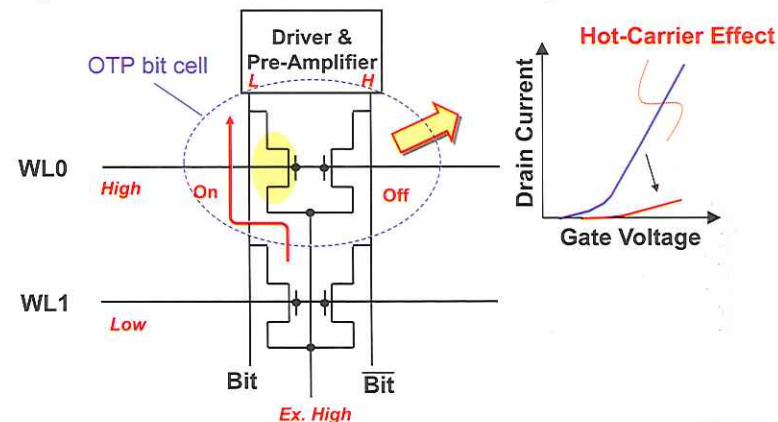 Driver &
Pre-Amplifier
L H
OTP bit cell
Hot-Carrier Effect
Drain Current
Gate Voltage
WL0
High
On
Off
WL1
Low
Bit
B̅i̅t̅
Ex. High